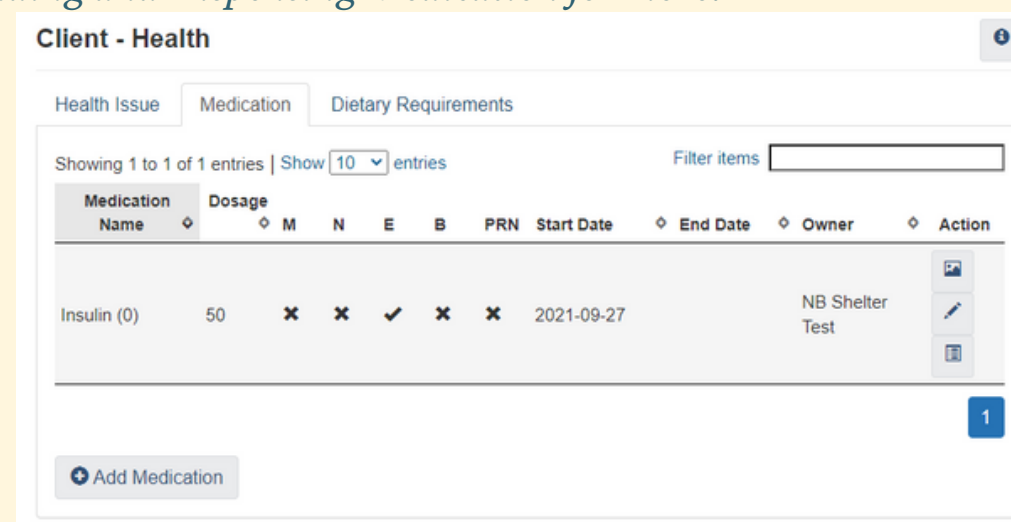 Client - Health
Health Issue Medication Dietary Requirements
Showing 1 to 1 of 1 entries | Show 10 entries Filter items
Medication Name Dosage M N E B PRN Start Date End Date Owner Action
Insulin (0) 50 2021-09-27 NB Shelter Test
1
Add Medication